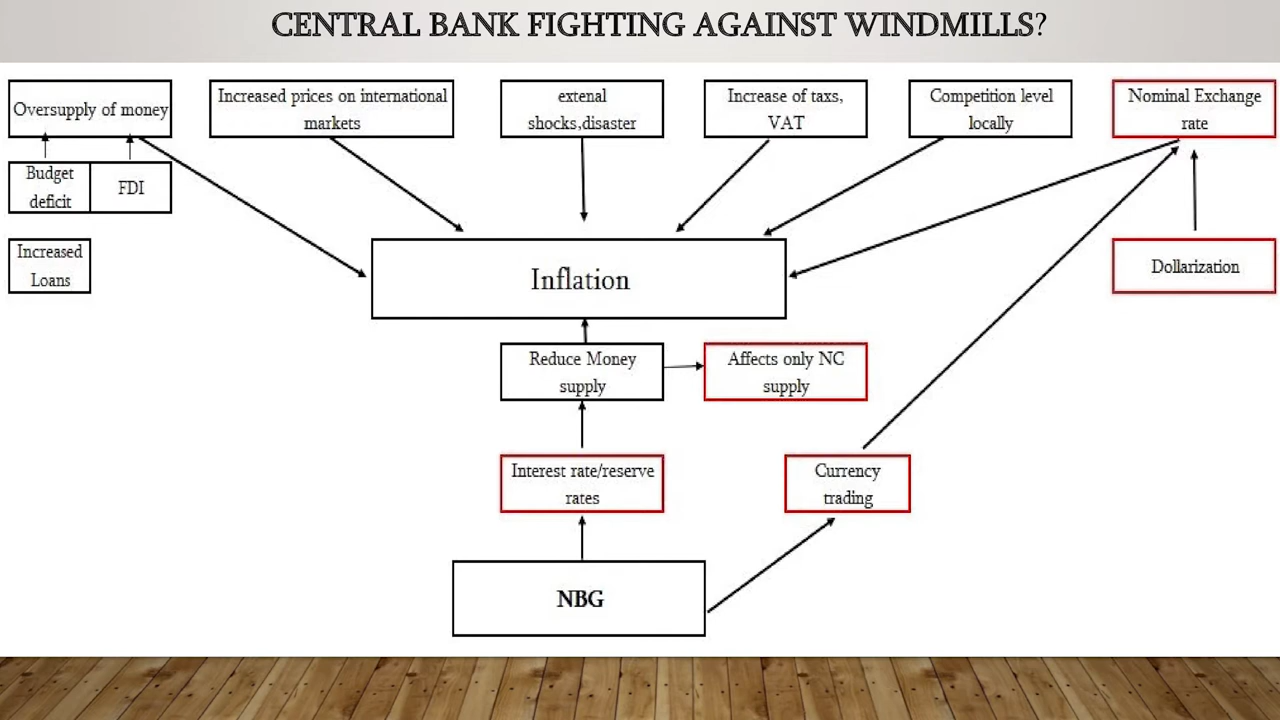 CENTRAL BANK FIGHTING AGAINST WINDMILLS?
Oversupply of money
Increased prices on international
markets
extenal
shocks,disaster
Increase of taxs,
VAT
Competition level
locally
Nominal Exchange
rate
Budget
deficit
FDI
Increased
Loans
Inflation
Dollarization
Reduce Money
supply
Affects only NC
supply
Interest rate/reserve
rates
Currency
trading
NBG